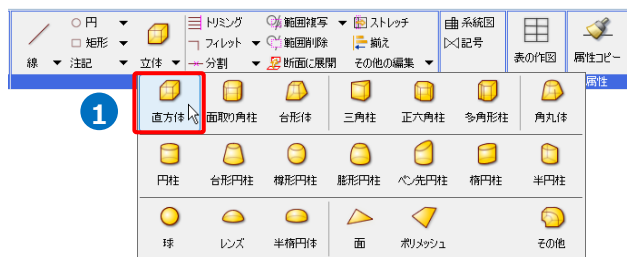 円 トリミング 範囲複写 ストレッチ 系統図
矩形 フィレット 範囲削除 揃え 記号
線 注記 立体 分割 断面に展開 その他の編集 表の作図 属性コピー
属性
1
直方体 面取り角柱 台形体 三角柱 正六角柱 多角形柱 角丸体
円柱 台形円柱 樽形円柱 膨形円柱 ペン先円柱 楕円柱 半円柱
球 レンズ 半楕円体 面 ポリメッシュ その他